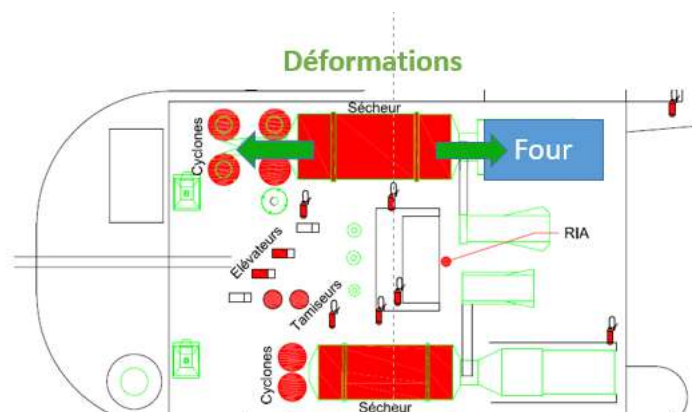 Déformations
Sécheur
Cyclones
Four
Elévateurs
RIA
Tamiseurs
Cyclones
Sécheur